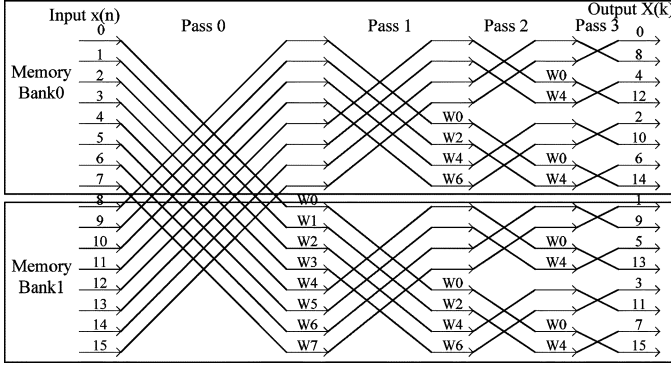 Input x(n) Output X(k)
Pass 0 Pass 1 Pass 2 Pass 3
0 0
1 8
Memory Bank0
2 W0 4
3 W4 12
4 W0 2
5 W2 10
6 W4 W0 6
7 W6 W4 14
8 W0 1
9 W1 9
10 W2 W0 5
Memory Bank1
11 W3 W4 13
12 W4 W0 3
13 W5 W2 11
14 W6 W4 W0 7
15 W7 W6 W4 15